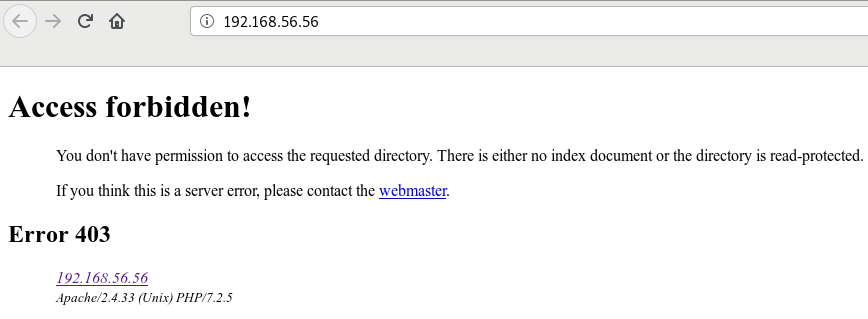 192.168.56.56
Access forbidden!
You don't have permission to access the requested directory. There is either no index document or the directory is read-protected.
If you think this is a server error, please contact the webmaster.
Error 403
192.168.56.56
Apache/2.4.33 (Unix) PHP/7.2.5